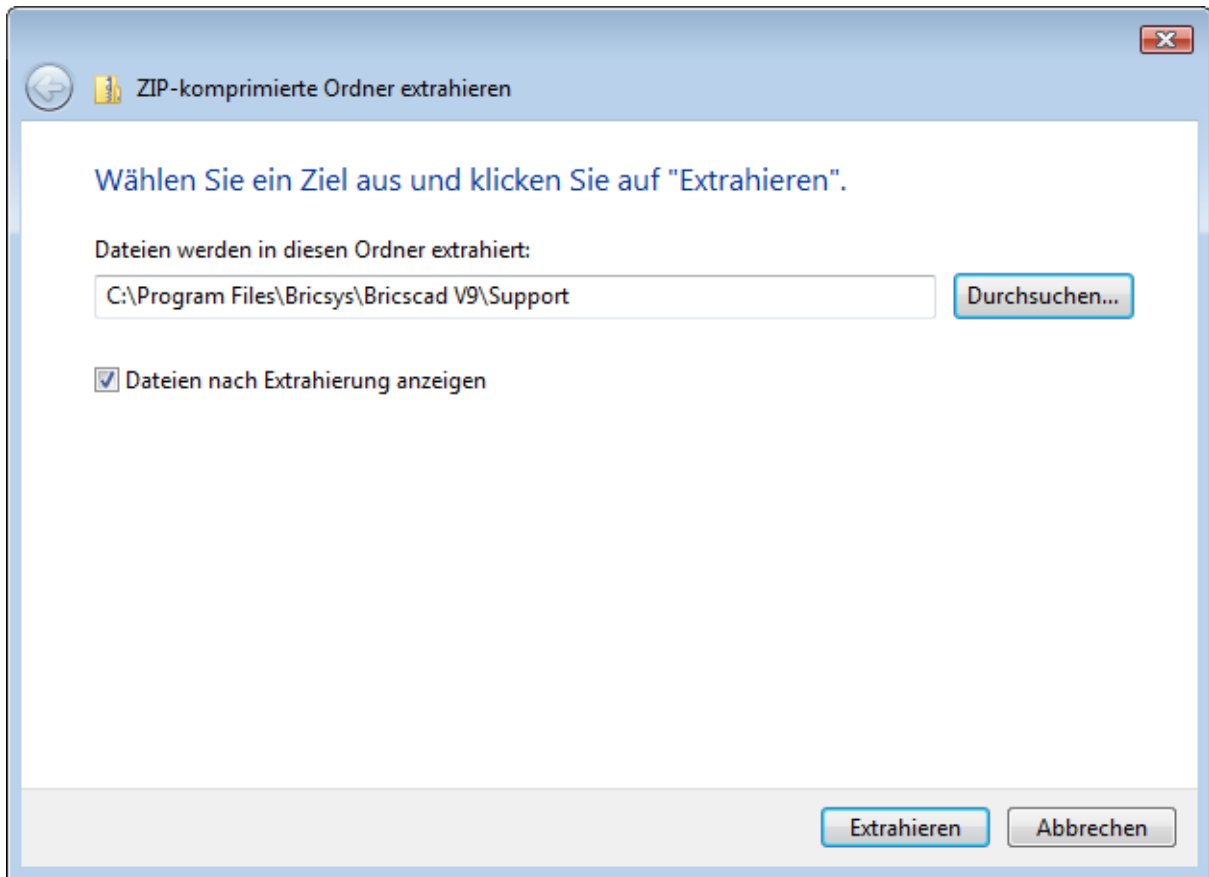 ZIP-komprimierte Ordner extrahieren
Wählen Sie ein Ziel aus und klicken Sie auf "Extrahieren".
Dateien werden in diesen Ordner extrahiert:
C:\Program Files\Bricsys\Bricscad V9\Support
Durchsuchen...
Dateien nach Extrahierung anzeigen
Extrahieren
Abbrechen